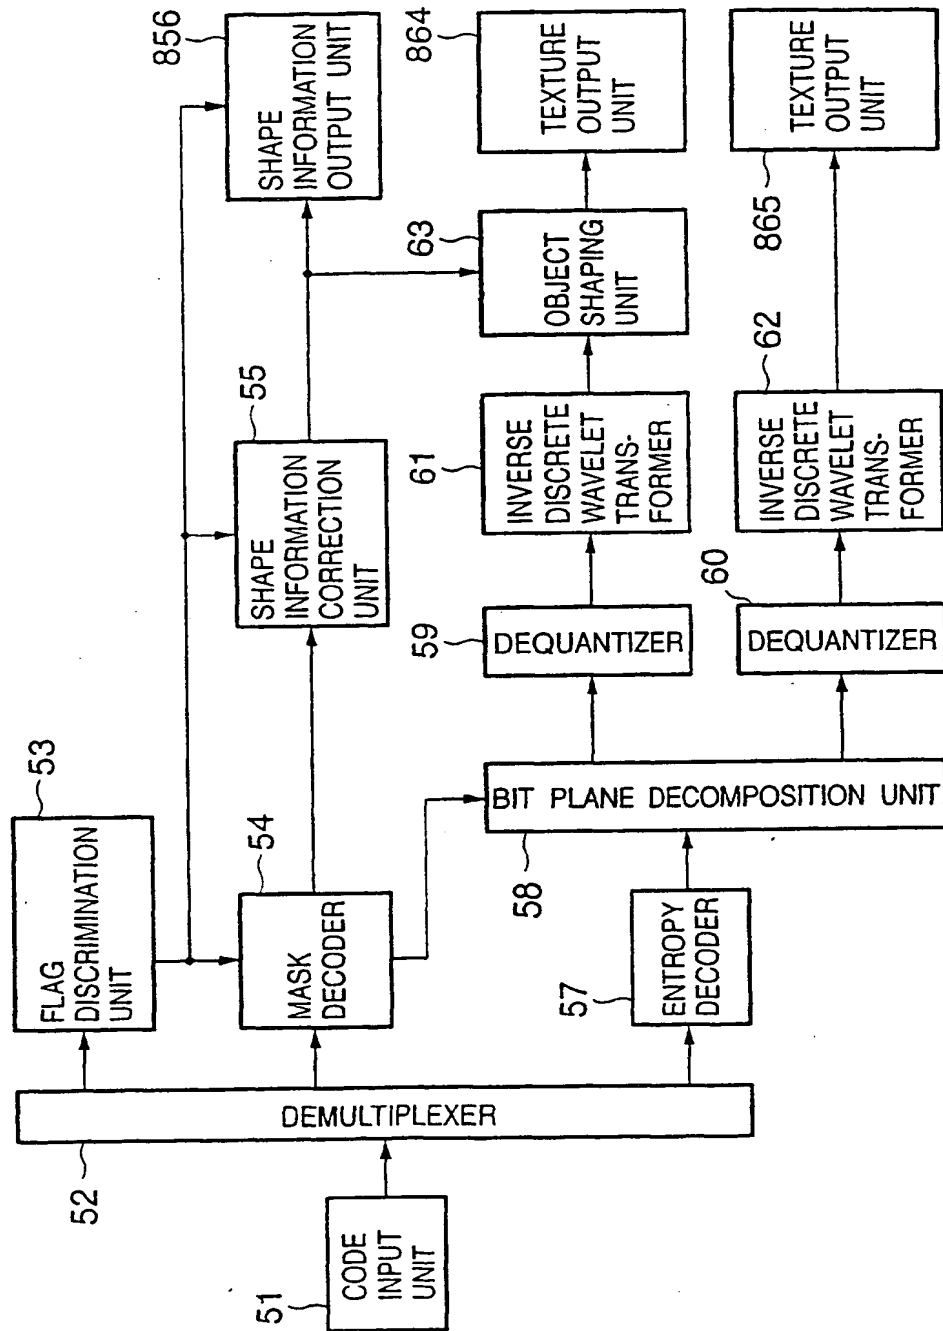 51
CODE
INPUT
UNIT
52
DEMULTIPLEXER
53
FLAG
DISCRIMINATION
UNIT
54
MASK
DECODER
55
SHAPE
INFORMATION
CORRECTION
UNIT
856
SHAPE
INFORMATION
OUTPUT UNIT
57
ENTROPY
DECODER
58
BIT PLANE DECOMPOSITION UNIT
59
DEQUANTIZER
61
INVERSE
DISCRETE
WAVELET
TRANS-
FORMER
63
OBJECT
SHAPING
UNIT
864
TEXTURE
OUTPUT
UNIT
60
DEQUANTIZER
62
INVERSE
DISCRETE
WAVELET
TRANS-
FORMER
865
TEXTURE
OUTPUT
UNIT